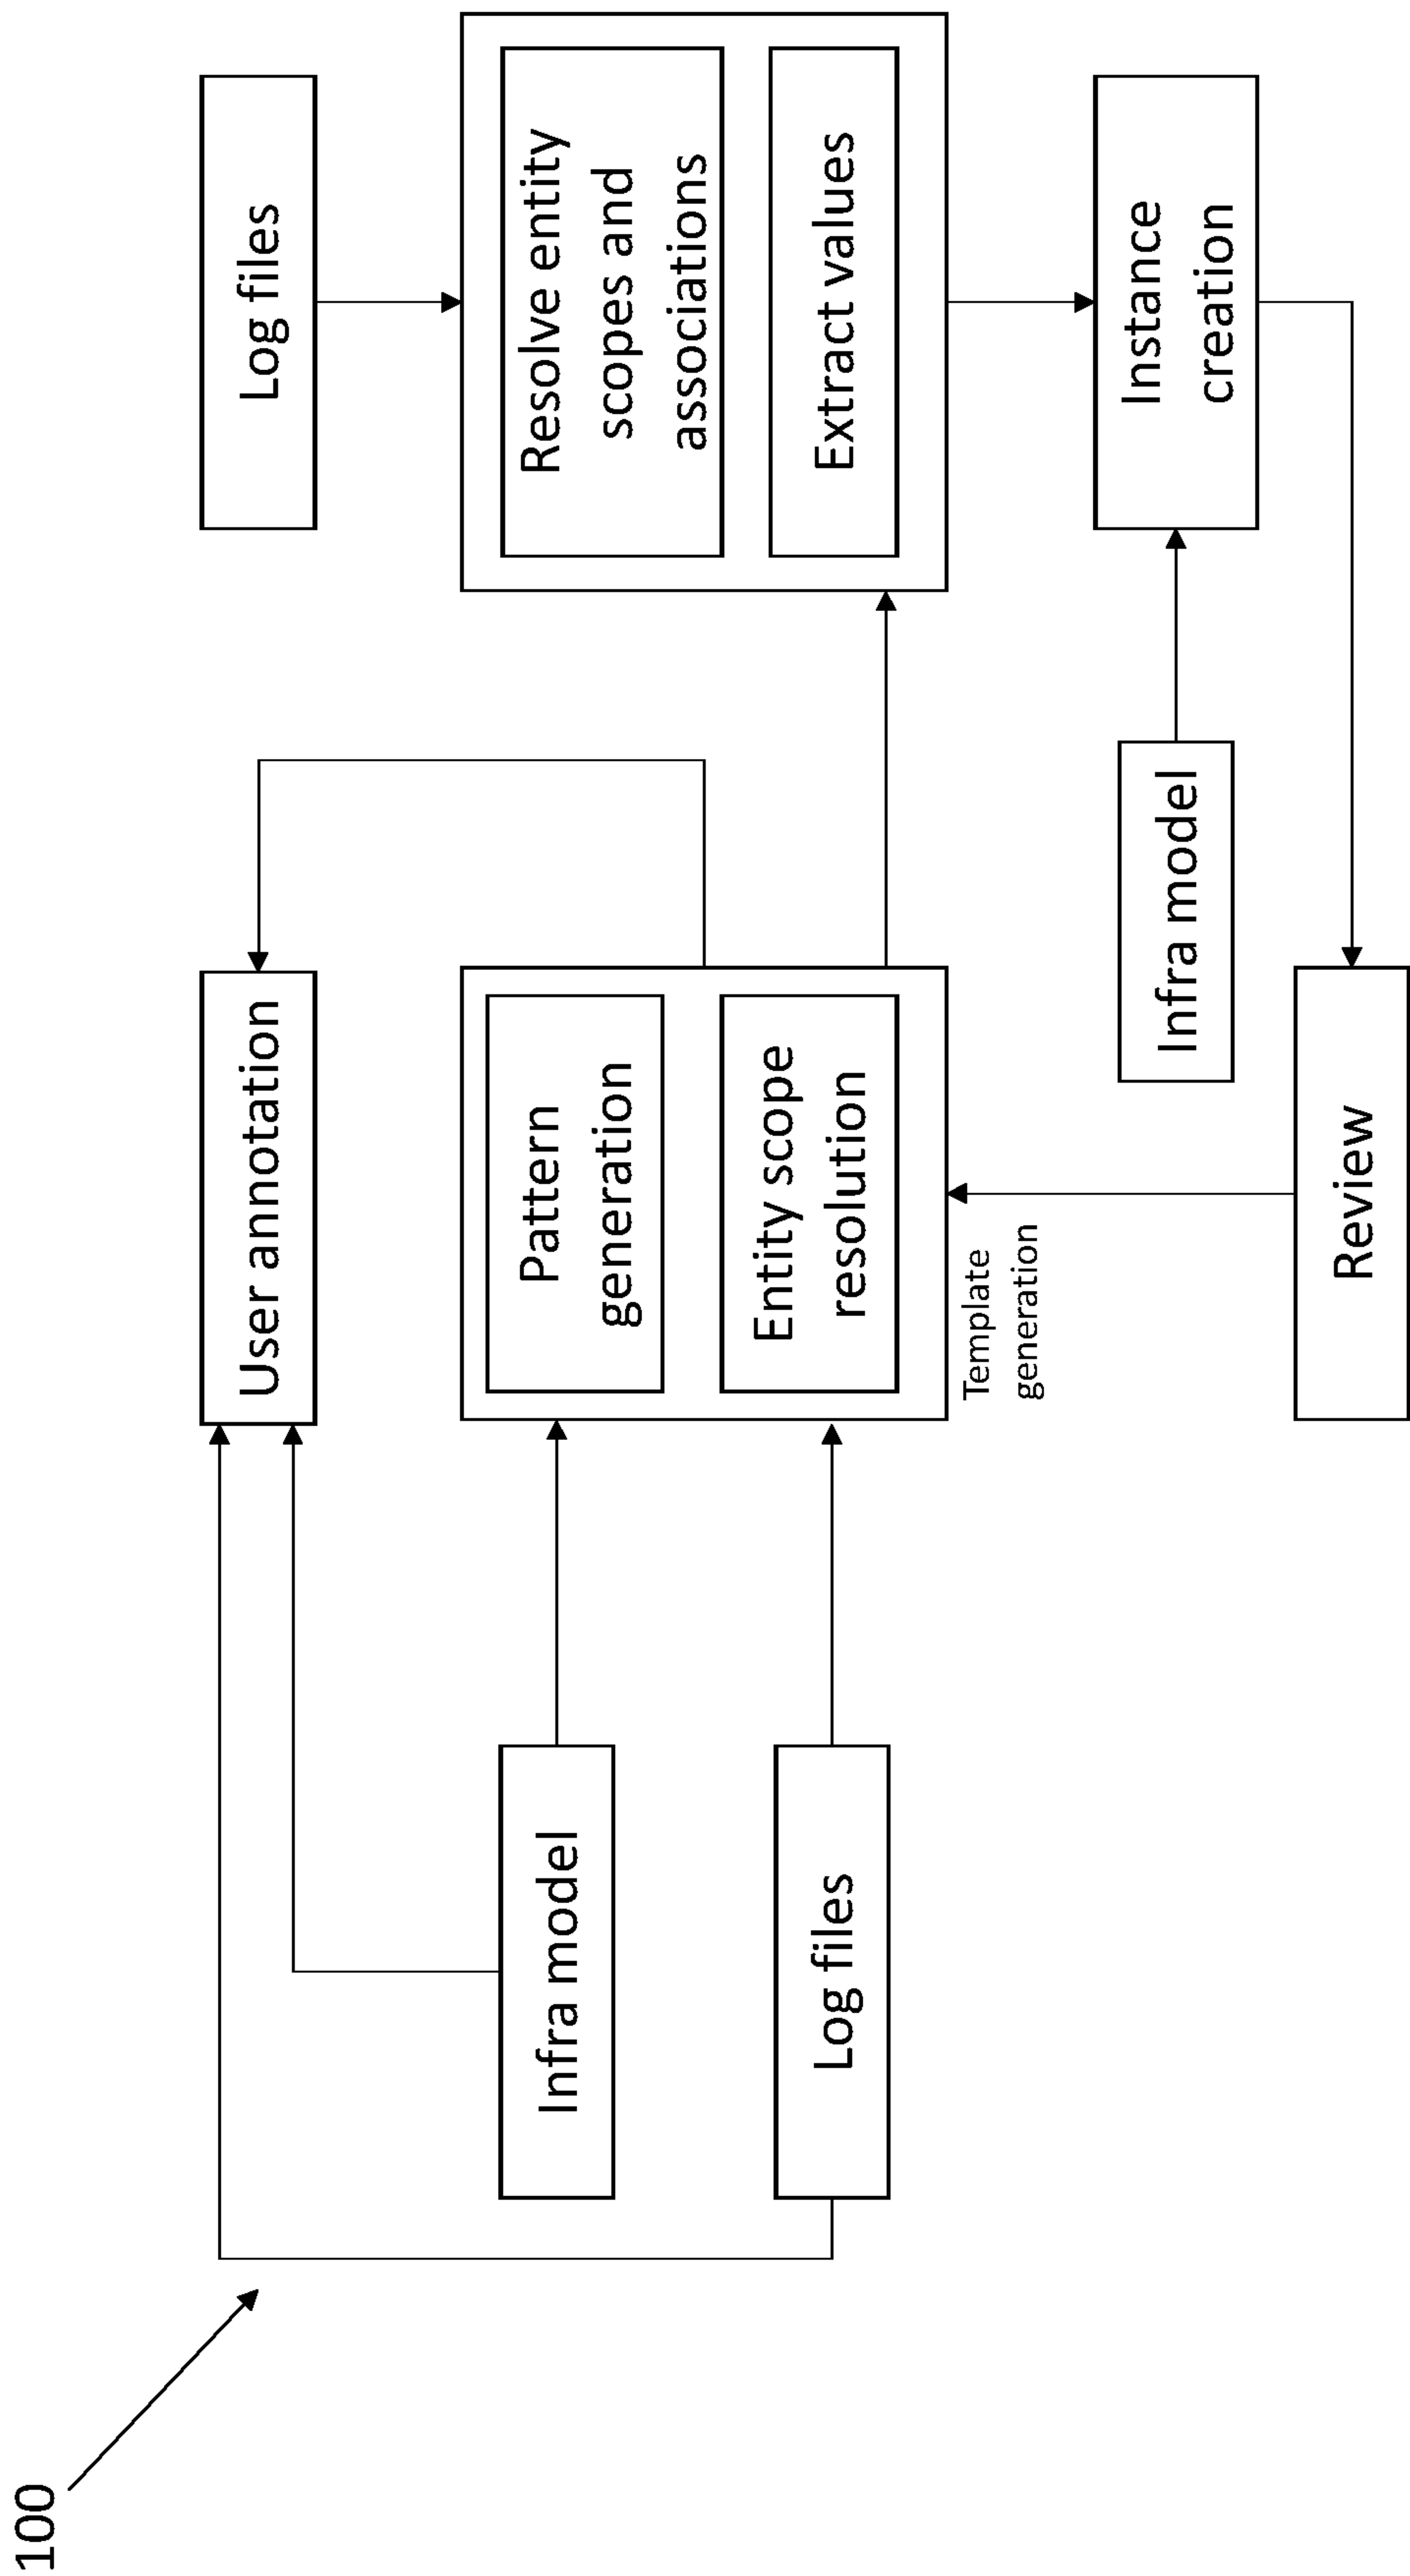 100
User annotation
Log files
Infra model
Pattern
generation
Resolve entity
scopes and
associations
Log files
Entity scope
resolution
Extract values
Template
generation
Infra model
Instance
creation
Review